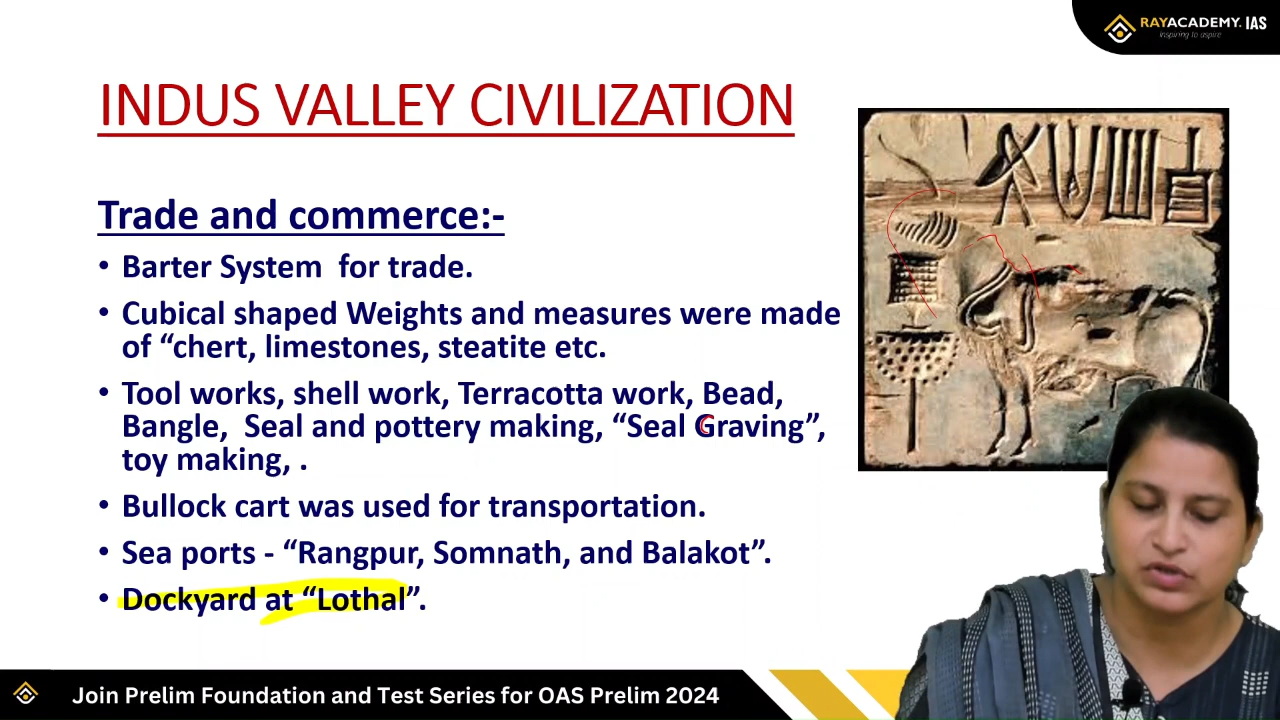 RAYACADEMY. IAS
Inspiring to aspire
INDUS VALLEY CIVILIZATION
Trade and commerce:-
• Barter System for trade.
• Cubical shaped Weights and measures were made
of “chert, limestones, steatite etc.
• Tool works, shell work, Terracotta work, Bead,
Bangle, Seal and pottery making, “Seal Graving”,
toy making, .
• Bullock cart was used for transportation.
• Sea ports - “Rangpur, Somnath, and Balakot”.
• Dockyard at “Lothal”.
Join Prelim Foundation and Test Series for OAS Prelim 2024